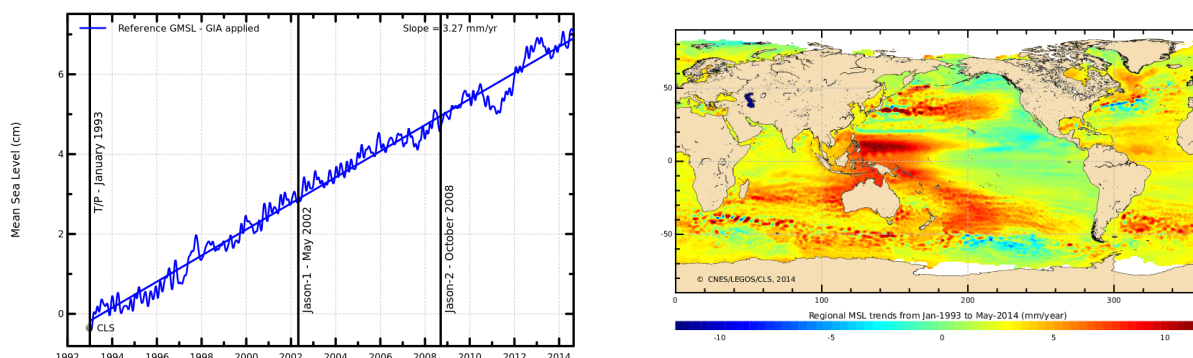 Reference GMSL - GIA applied
Slope = 3.27 mm/yr
Mean Sea Level (cm)
6
4
2
0
T/P - January 1993
Jason-1 - May 2002
Jason-2 - October 2008
© CLS
1992 1994 1996 1998 2000 2002 2004 2006 2008 2010 2012 2014
50
0
-50
© CNES/LEGOS/CLS, 2014
0 100 200 300
Regional MSL trends from Jan-1993 to May-2014 (mm/year)
-10 -5 0 5 10